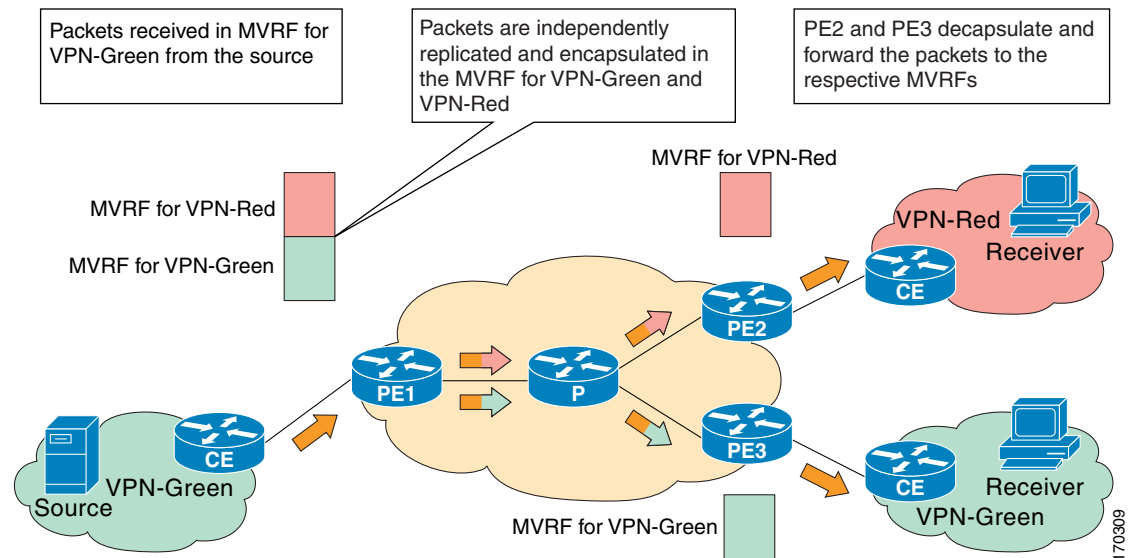 Packets received in MVRF for
VPN-Green from the source
Packets are independently
replicated and encapsulated in
the MVRF for VPN-Green and
VPN-Red
PE2 and PE3 decapsulate and
forward the packets to the
respective MVRFs
MVRF for VPN-Red
MVRF for VPN-Red
MVRF for VPN-Green
VPN-Red
Receiver
CE
PE2
PE1
P
CE
VPN-Green
Source
PE3
CE
Receiver
VPN-Green
MVRF for VPN-Green
170309